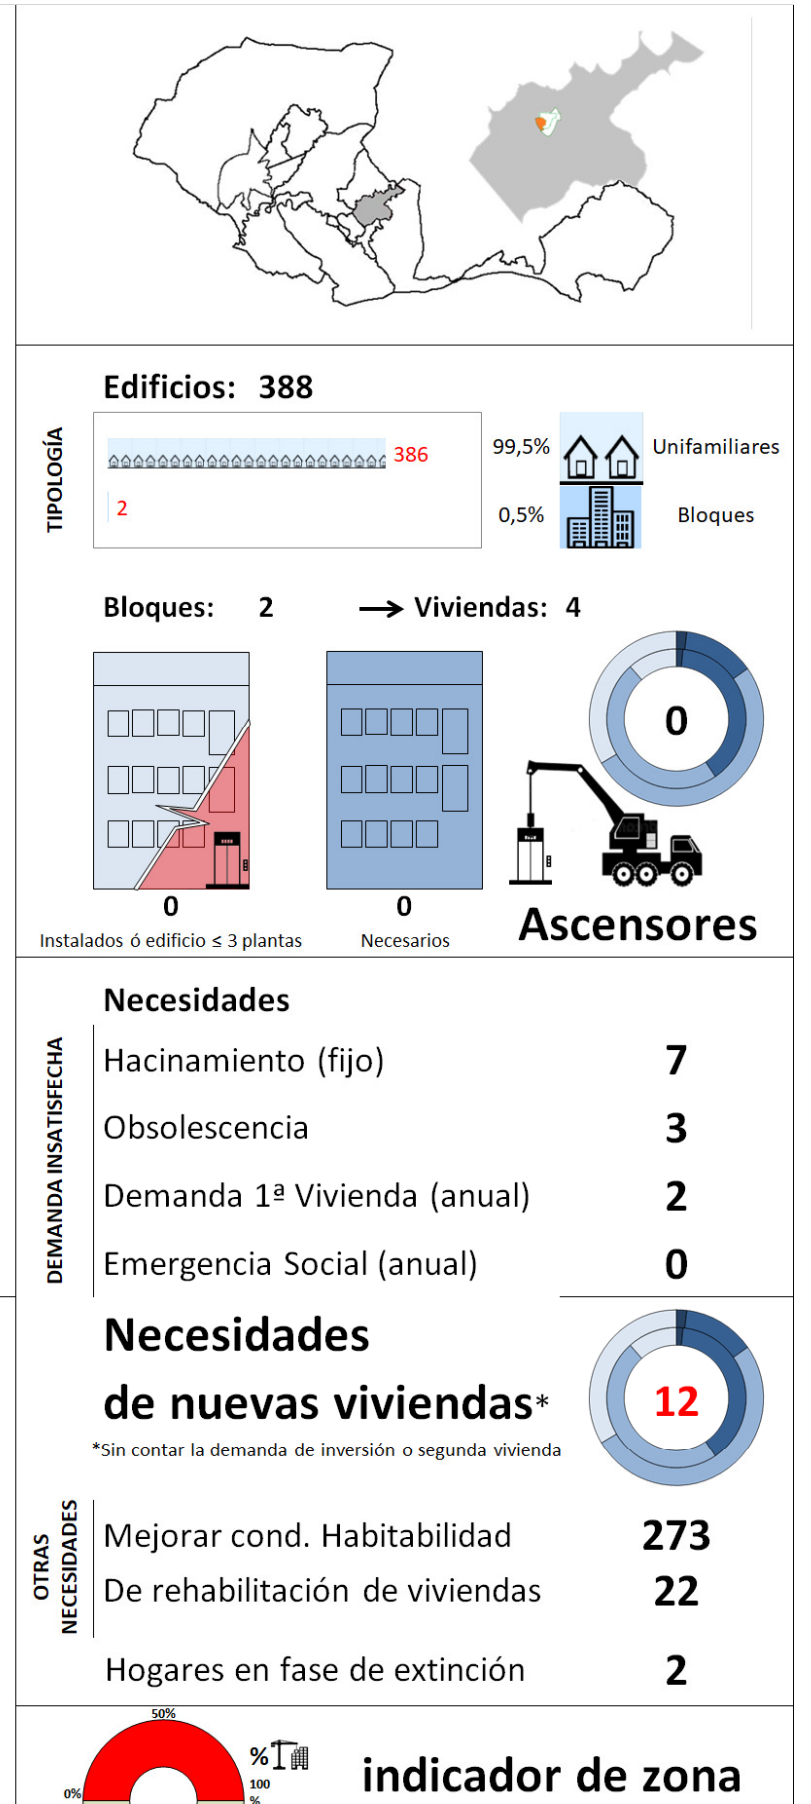 Edificios: 388
TIPOLOGÍA
386
99,5%
Unifamiliares
2
0,5%
Bloques
Bloques: 2 → Viviendas: 4
0
0
Instalados ó edificio ≤ 3 plantas
0
Necesarios
Ascensores
DEMANDA INSATISFECHA
Necesidades
Hacinamiento (fijo) 7
Obsolescencia 3
Demanda 1ª Vivienda (anual) 2
Emergencia Social (anual) 0
Necesidades
de nuevas viviendas*
12
*Sin contar la demanda de inversión o segunda vivienda
OTRAS
NECESIDADES
Mejorar cond. Habitabilidad 273
De rehabilitación de viviendas 22
Hogares en fase de extinción 2
50%
%
0%
100
%
indicador de zona